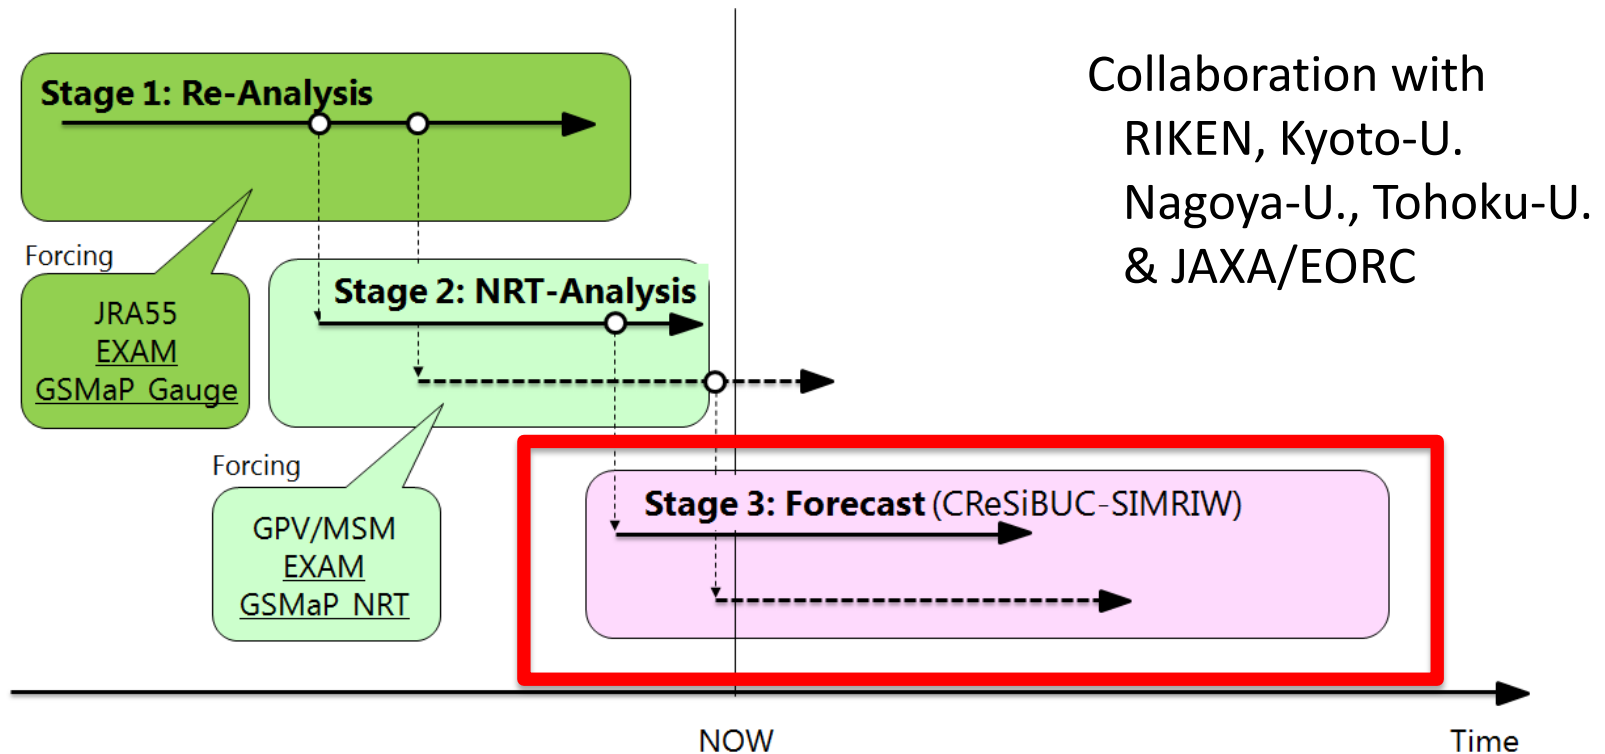 Stage 1: Re-Analysis
Collaboration with
RIKEN, Kyoto-U.
Nagoya-U., Tohoku-U.
& JAXA/EORC
Forcing
JRA55
EXAM
GSMaP_Gauge
Stage 2: NRT-Analysis
Forcing
GPV/MSM
EXAM
GSMaP_NRT
Stage 3: Forecast (CReSiBUC-SIMRIW)
NOW
Time